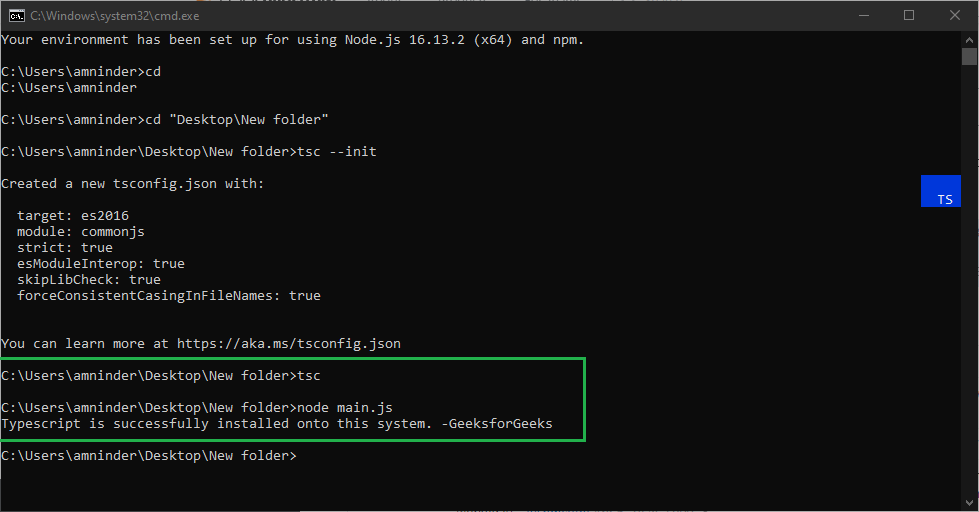 C:\Windows\system32\cmd.exe
Your environment has been set up for using Node.js 16.13.2 (x64) and npm.
C:\Users\amninder>cd
C:\Users\amninder
C:\Users\amninder>cd "Desktop\New folder"
C:\Users\amninder\Desktop\New folder>tsc --init
Created a new tsconfig.json with:
TS
target: es2016
module: commonjs
strict: true
esModuleInterop: true
skipLibCheck: true
forceConsistentCasingInFileNames: true
You can learn more at https://aka.ms/tsconfig.json
C:\Users\amninder\Desktop\New folder>tsc
C:\Users\amninder\Desktop\New folder>node main.js
Typescript is successfully installed onto this system. -GeeksforGeeks
C:\Users\amninder\Desktop\New folder>